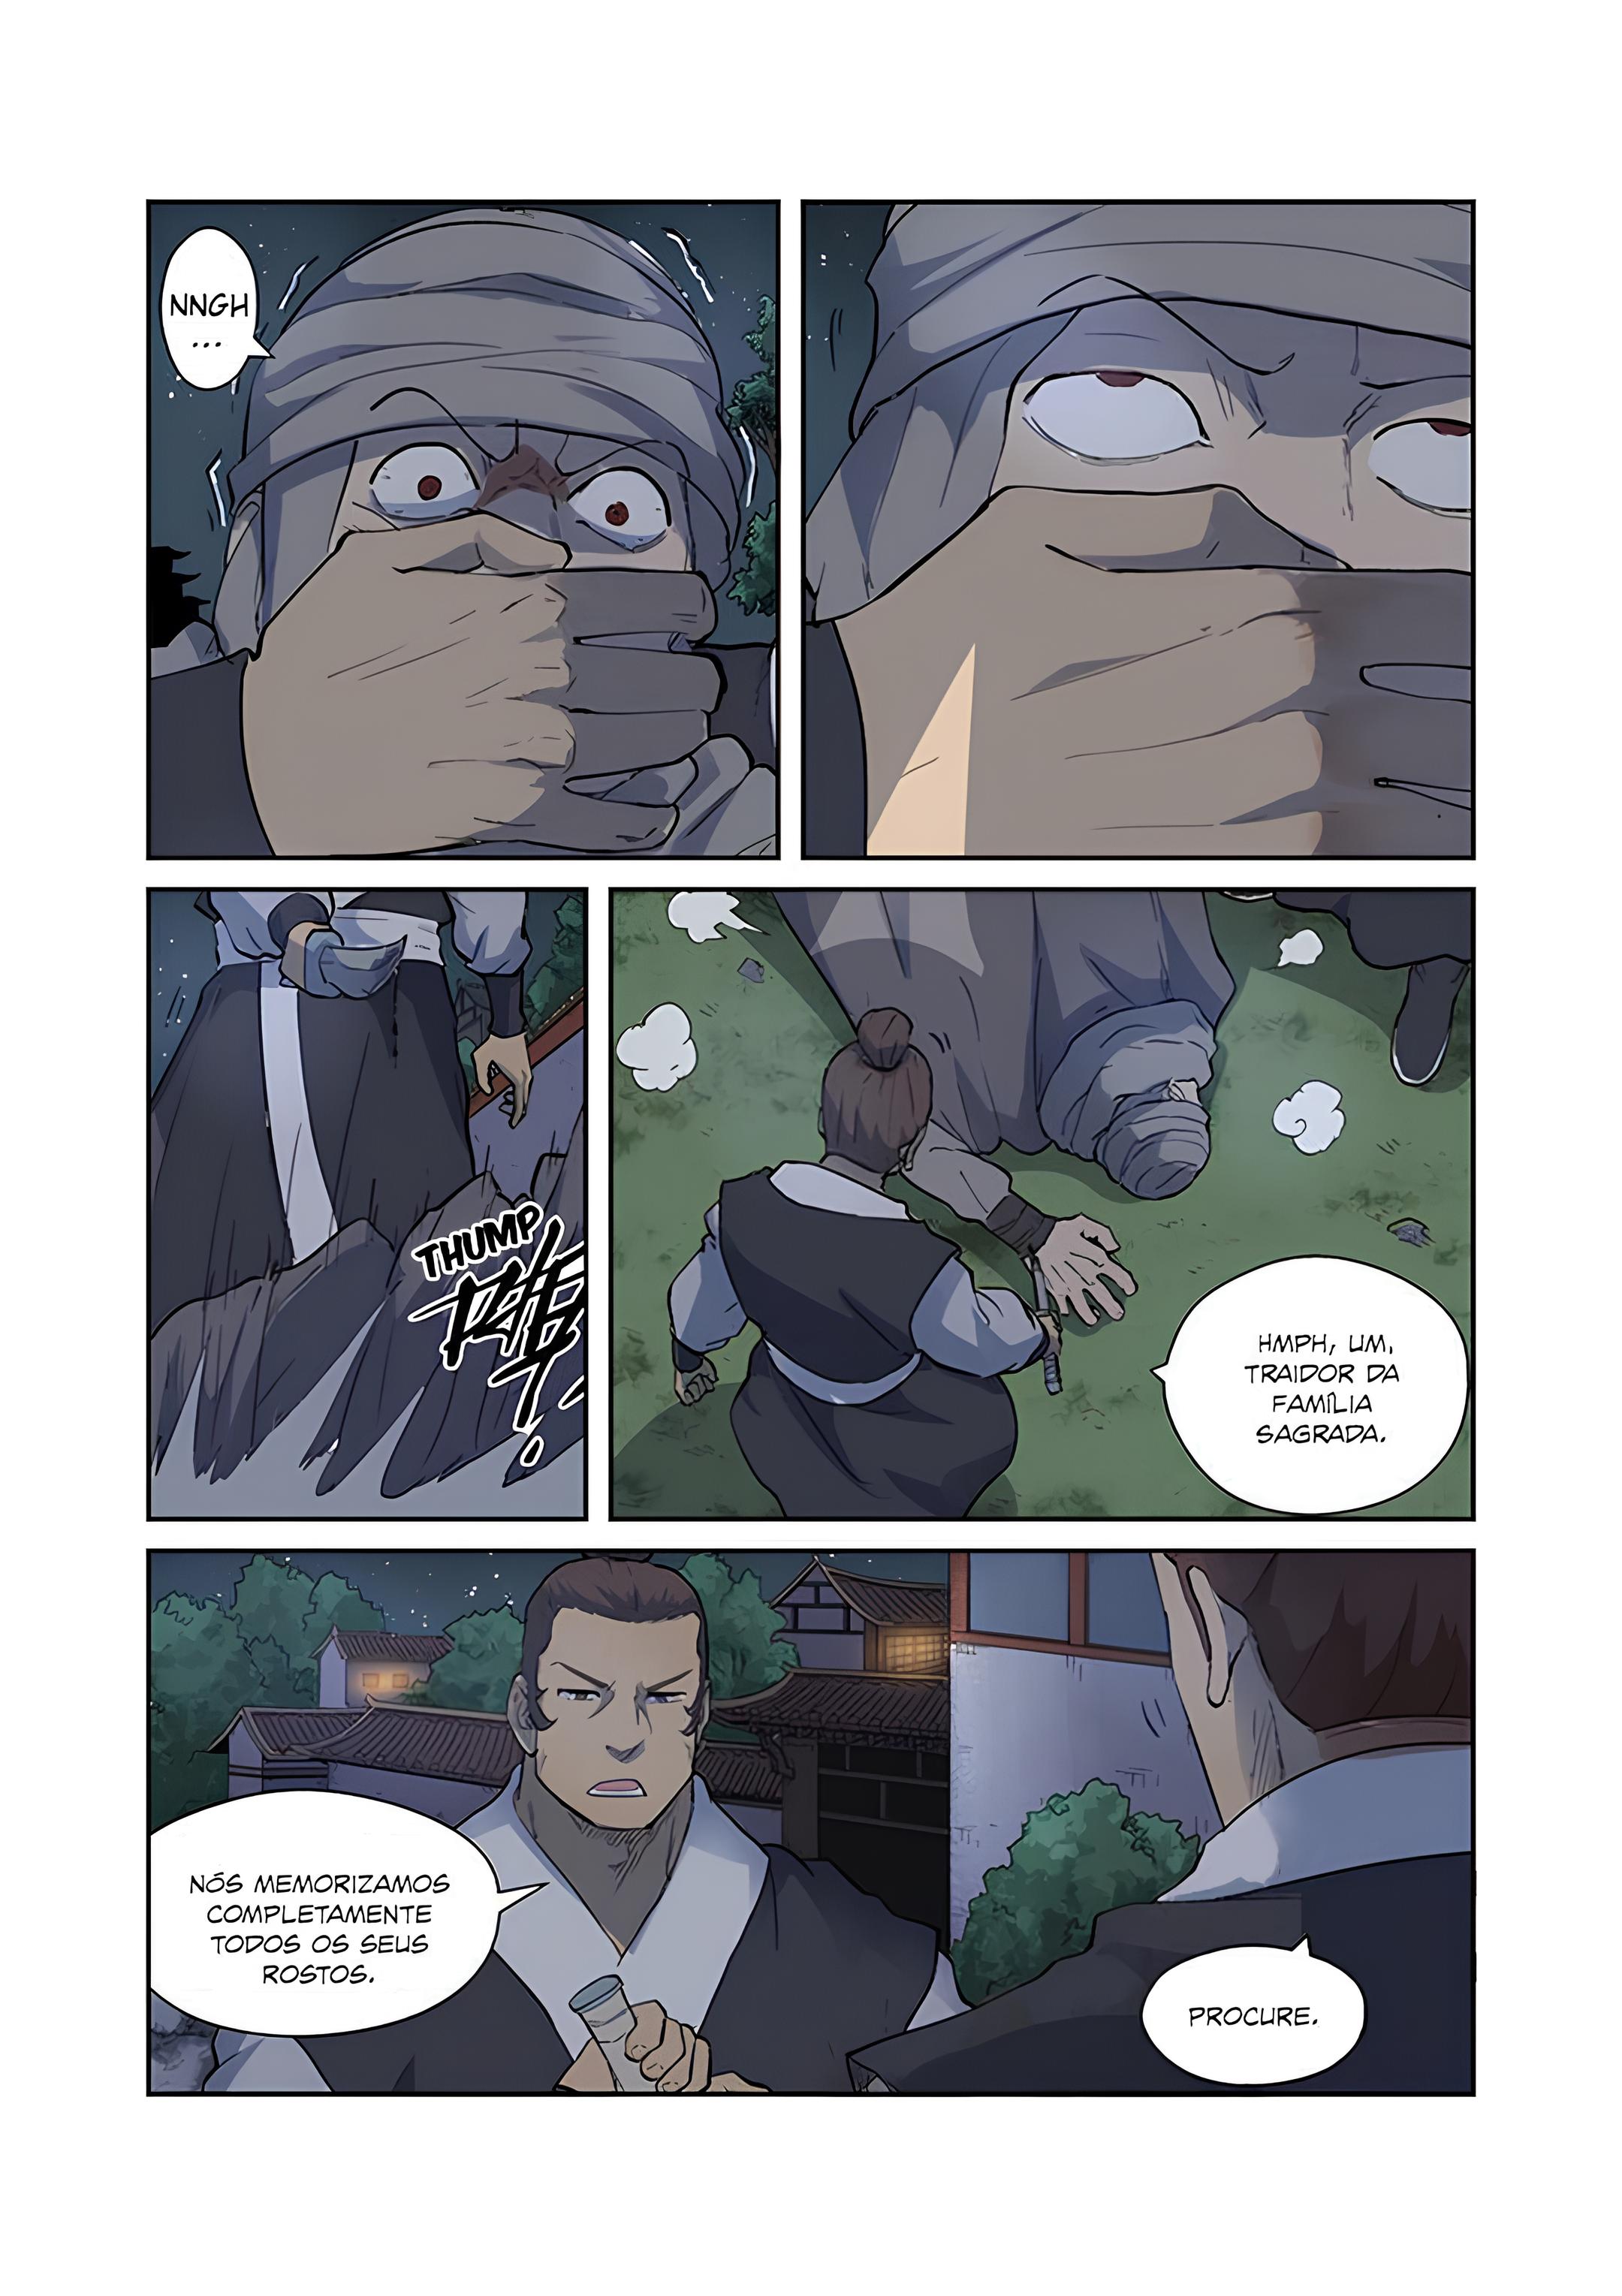 NNGH
...
THUMP
HMPH, UM.
TRAIDOR DA
FAMÍLIA
SAGRADA.
NÓS MEMORIZAMOS
COMPLETAMENTE
TODOS OS SEUS
ROSTOS.
PROCURE.